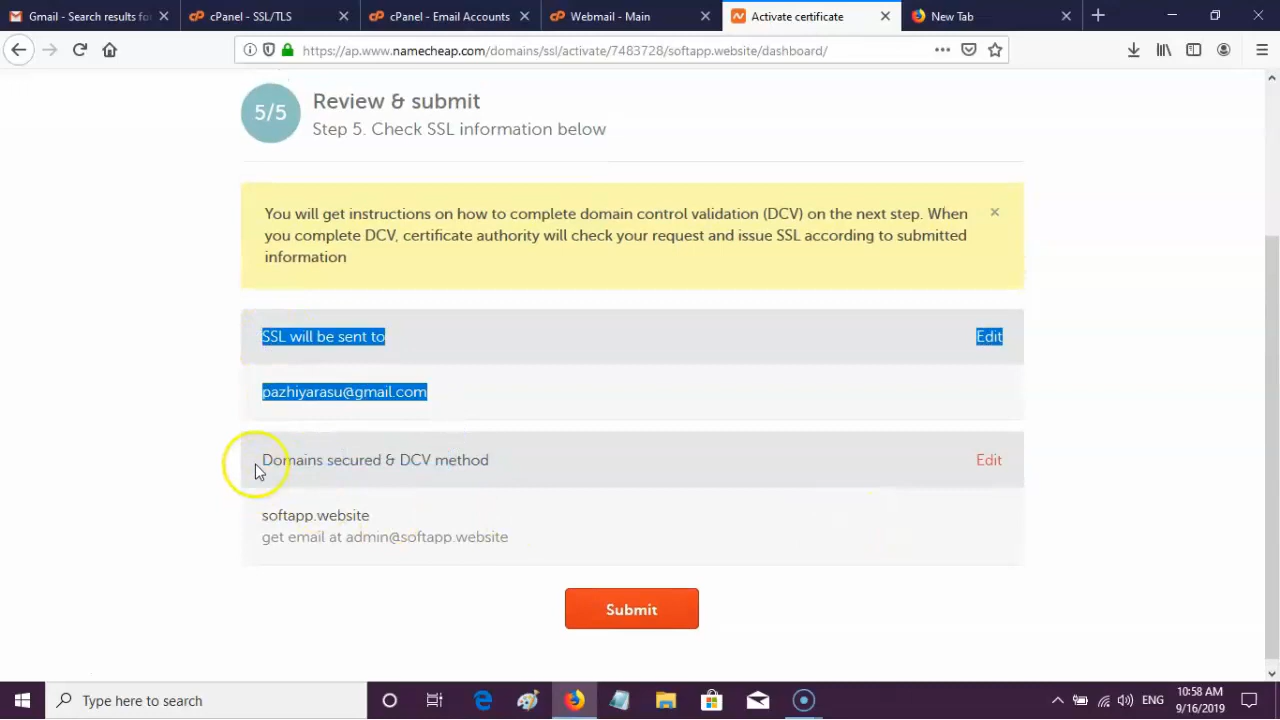 Gmail - Search results fo
cPanel - SSL/TLS
cPanel - Email Accounts
Webmail - Main
Activate certificate
New Tab
https://ap.www.namecheap.com/domains/ssl/activate/7483728/softapp.website/dashboard/
5/5
Review & submit
Step 5. Check SSL information below
You will get instructions on how to complete domain control validation (DCV) on the next step. When
you complete DCV, certificate authority will check your request and issue SSL according to submitted
information
SSL will be sent to
Edit
pazhiyarasu@gmail.com
Domains secured & DCV method
Edit
softapp.website
get email at admin@softapp.website
Submit
Type here to search
ENG
10:58 AM
9/16/2019